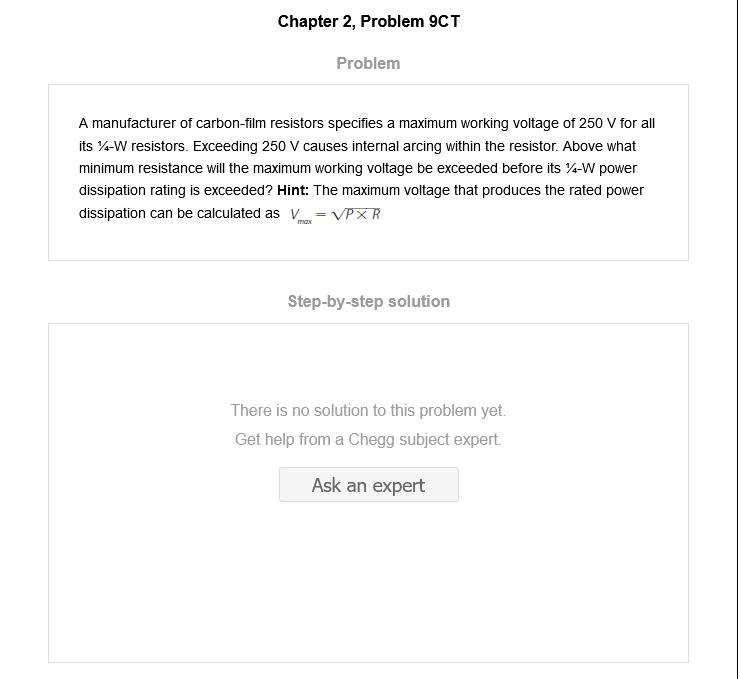 Chapter 2, Problem 9CT
Problem
A manufacturer of carbon-film resistors specifies a maximum working voltage of 250 V for all
its ¼-W resistors. Exceeding 250 V causes internal arcing within the resistor. Above what
minimum resistance will the maximum working voltage be exceeded before its ¼-W power
dissipation rating is exceeded? Hint: The maximum voltage that produces the rated power
dissipation can be calculated as V_max = √P × R
Step-by-step solution
There is no solution to this problem yet.
Get help from a Chegg subject expert.
Ask an expert